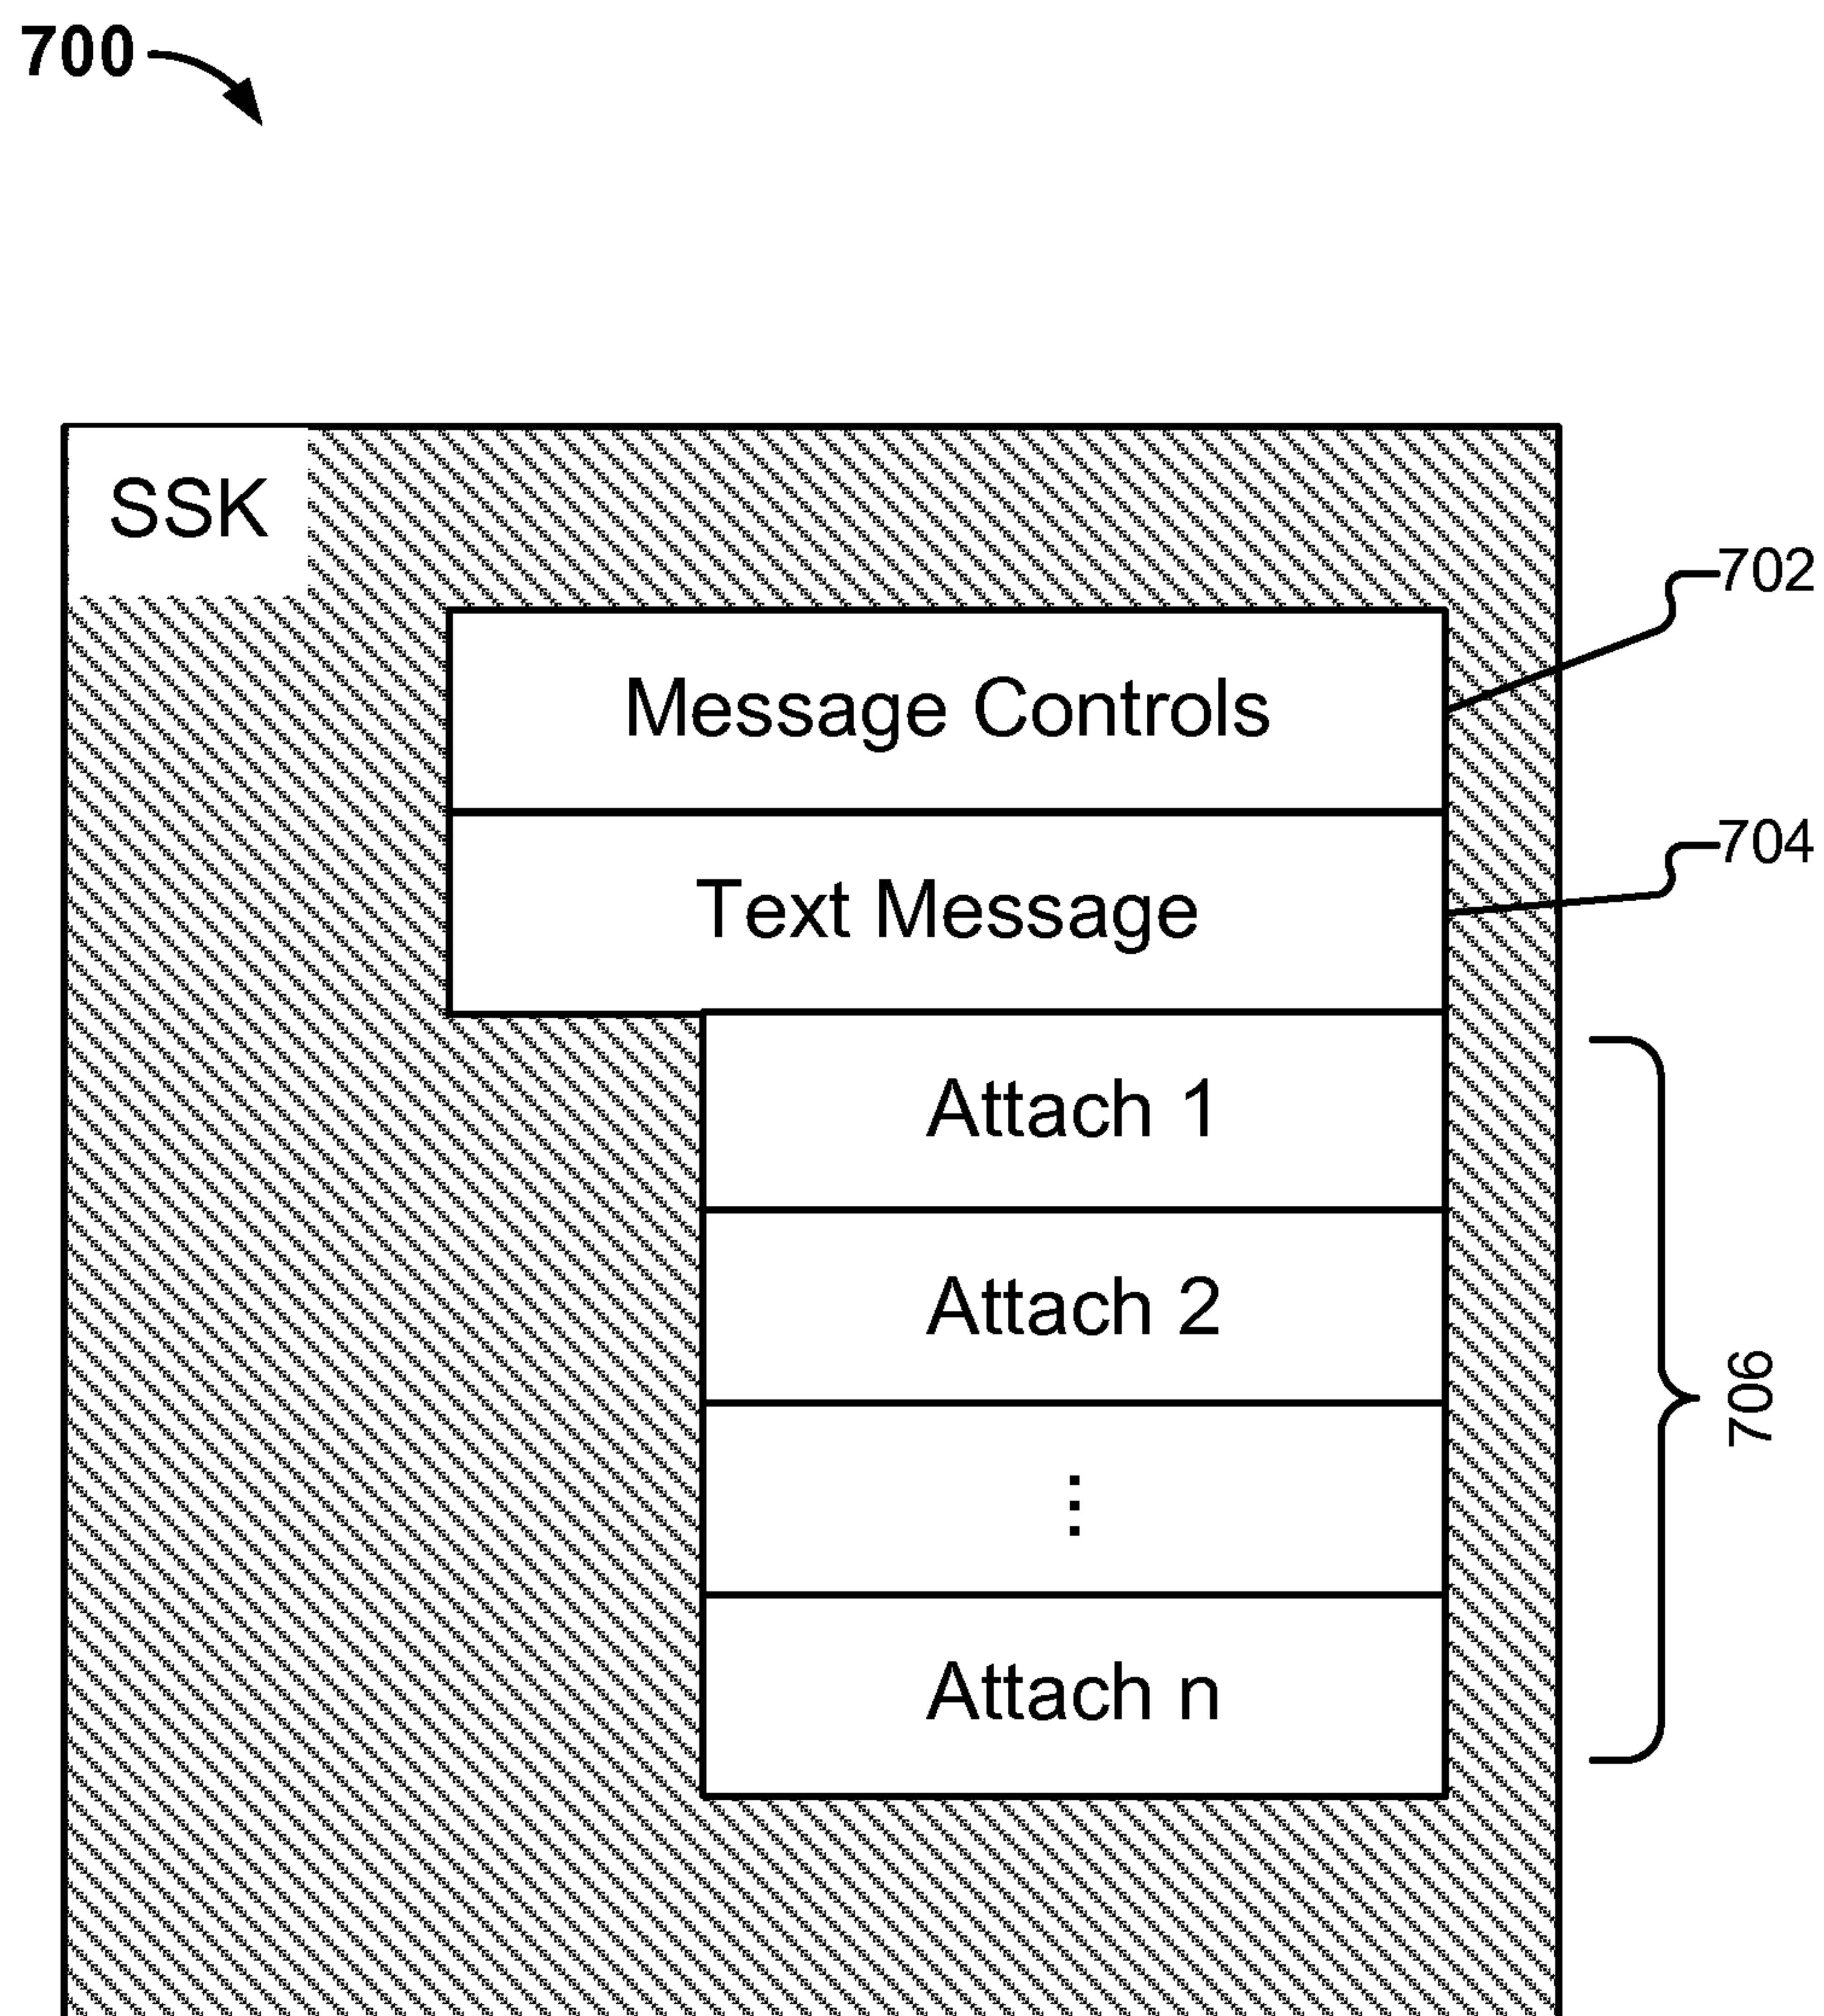 700
SSK
702
Message Controls
704
Text Message
Attach 1
Attach 2
706
⋮
Attach n